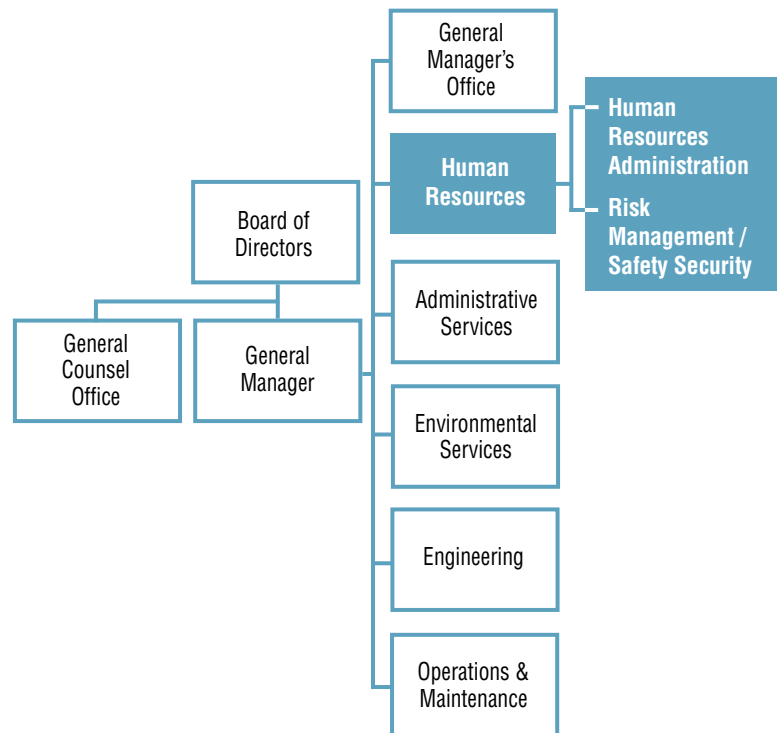 General
Manager’s
Office
Human
Resources
Human
Resources
Administration
Risk
Management /
Safety Security
Board of
Directors
General
Counsel
Office
General
Manager
Administrative
Services
Environmental
Services
Engineering
Operations &
Maintenance